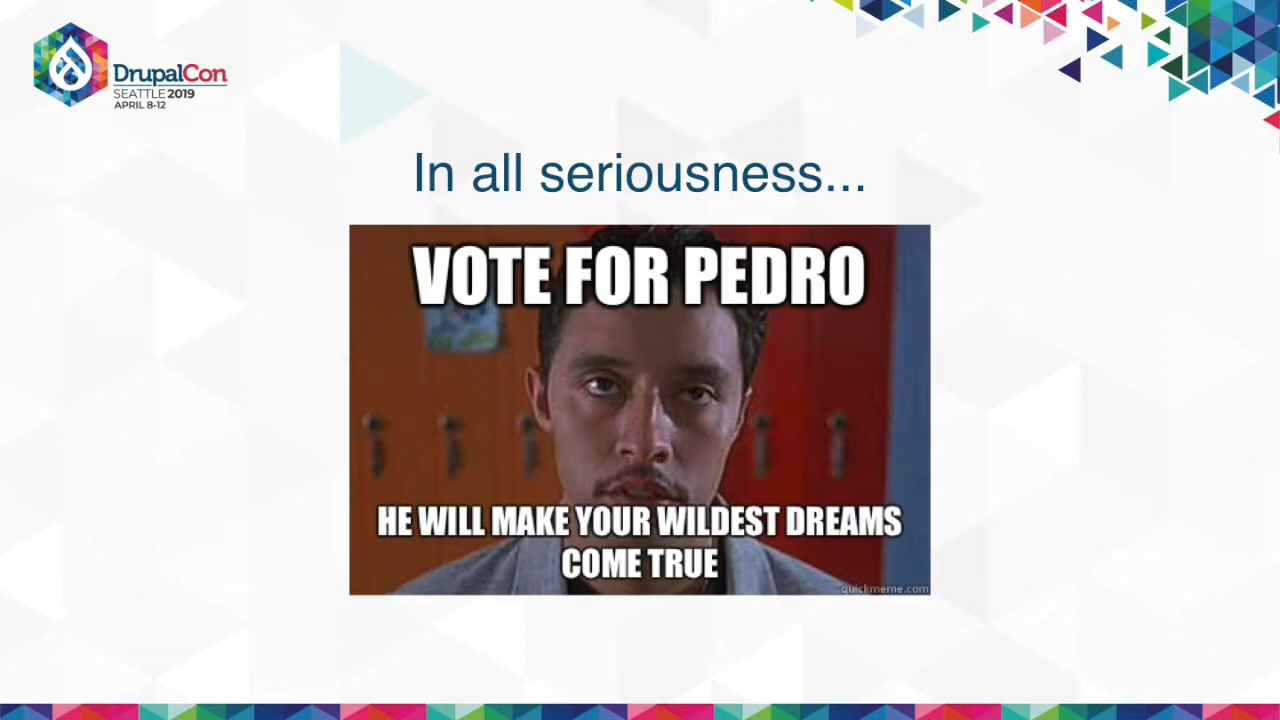 DrupalCon
SEATTLE 2019
APRIL 8-12
In all seriousness...
VOTE FOR PEDRO
HE WILL MAKE YOUR WILDEST DREAMS
COME TRUE
quickmeme.com